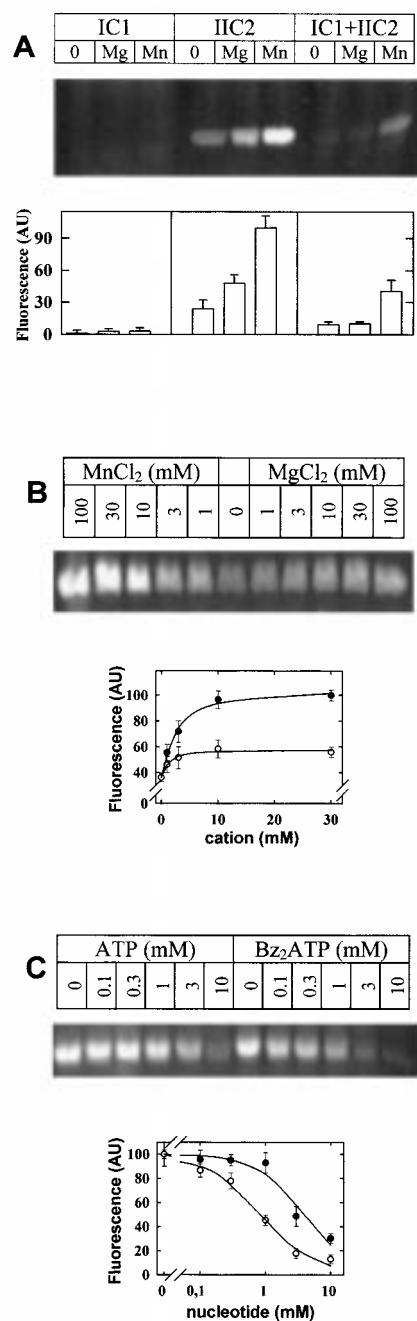 A
IC1 IIC2 IC1+IIC2
0 Mg Mn 0 Mg Mn 0 Mg Mn
Fluorescence (AU)
90
60
30
0
B
MnCl₂ (mM) MgCl₂ (mM)
100 30 10 3 1 0 1 3 10 30 100
Fluorescence (AU)
100
80
60
40
0
0 10 20 30
cation (mM)
C
ATP (mM) Bz₂ATP (mM)
0 0.1 0.3 1 3 10 0 0.1 0.3 1 3 10
Fluorescence (AU)
100
80
60
40
20
0
0 0,1 1 10
nucleotide (mM)